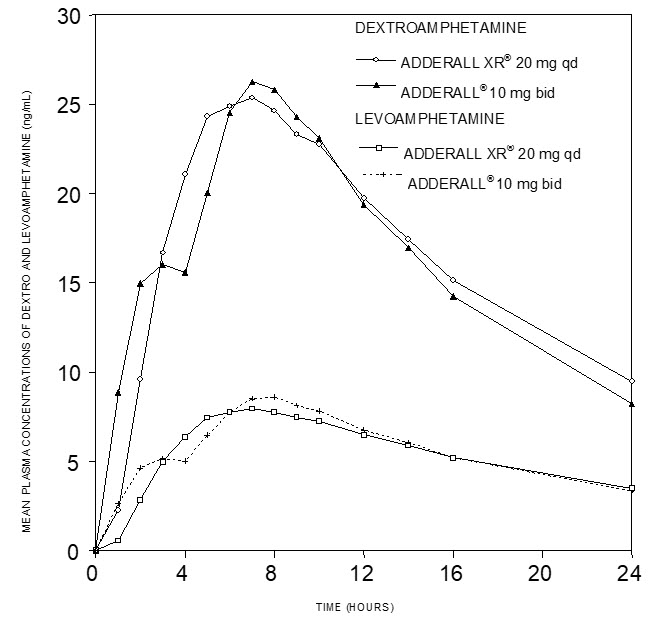 30
25
20
15
10
5
0
MEAN PLASMA CONCENTRATIONS OF DEXTRO AND LEVOAMPHETAMINE (ng/mL)
DEXTROAMPHETAMINE
ADDERALL XR® 20 mg qd
ADDERALL® 10 mg bid
LEVOAMPHETAMINE
ADDERALL XR® 20 mg qd
ADDERALL® 10 mg bid
0 4 8 12 16 20 24
TIME (HOURS)